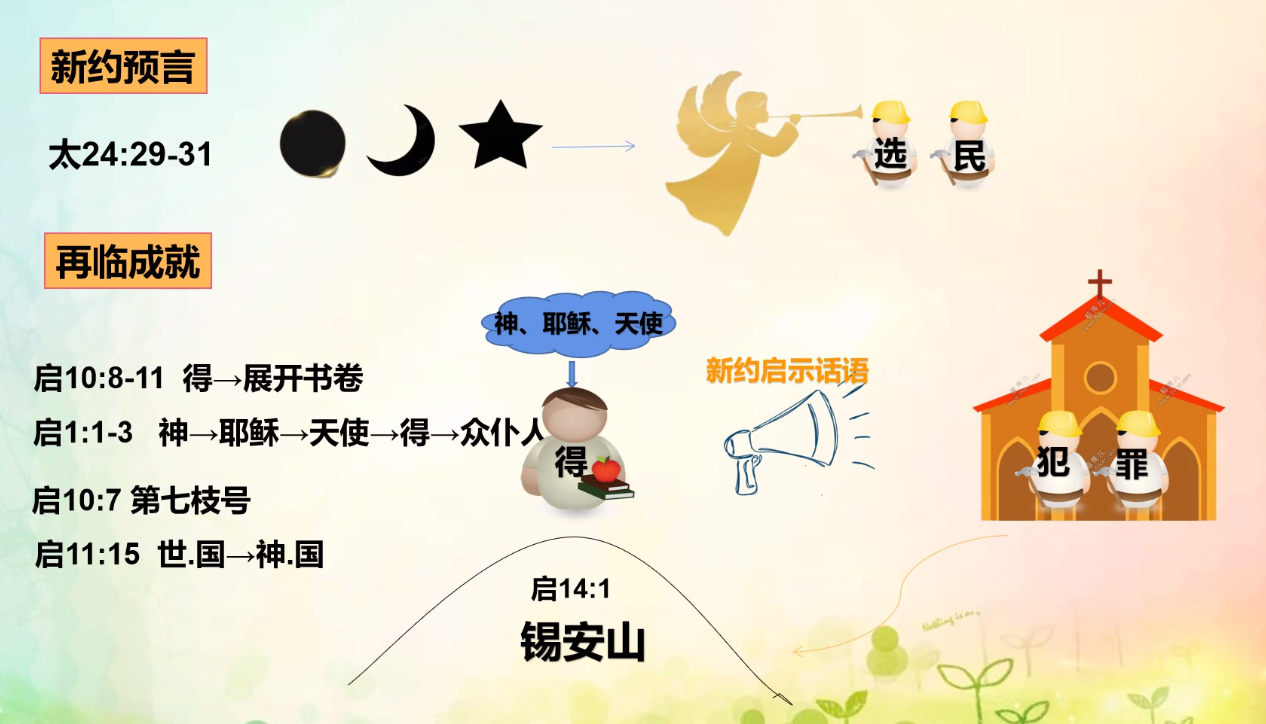 新约预言
太24:29-31
选 民
再临成就
神、耶稣、天使
启10:8-11 得→展开书卷
新约启示话语
启1:1-3 神→耶稣→天使→得→众仆人
得
犯 罪
启10:7 第七枝号
启11:15 世.国→神.国
启14:1
锡安山
Nothing is